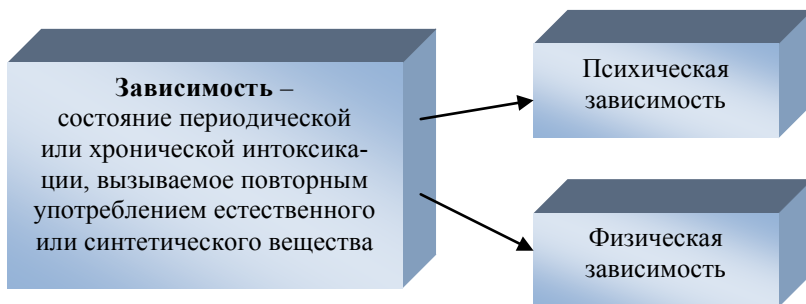 Зависимость –
состояние периодической
или хронической интоксика-
ции, вызываемое повторным
употреблением естественного
или синтетического вещества
Психическая
зависимость
Физическая
зависимость